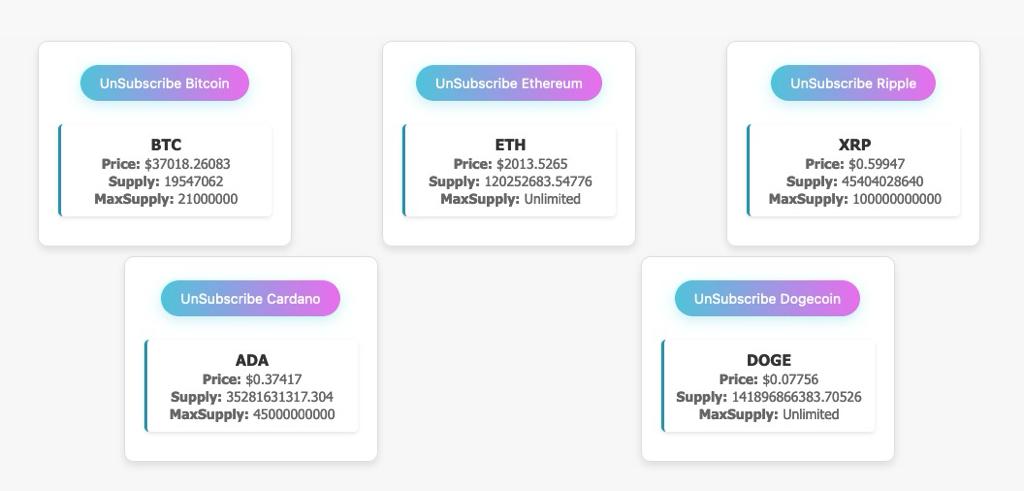 UnSubscribe Bitcoin
BTC
Price: $37018.26083
Supply: 19547062
MaxSupply: 21000000
UnSubscribe Ethereum
ETH
Price: $2013.5265
Supply: 120252683.54776
MaxSupply: Unlimited
UnSubscribe Ripple
XRP
Price: $0.59947
Supply: 45404028640
MaxSupply: 100000000000
UnSubscribe Cardano
ADA
Price: $0.37417
Supply: 35281631317.304
MaxSupply: 45000000000
UnSubscribe Dogecoin
DOGE
Price: $0.07756
Supply: 141896866383.70526
MaxSupply: Unlimited